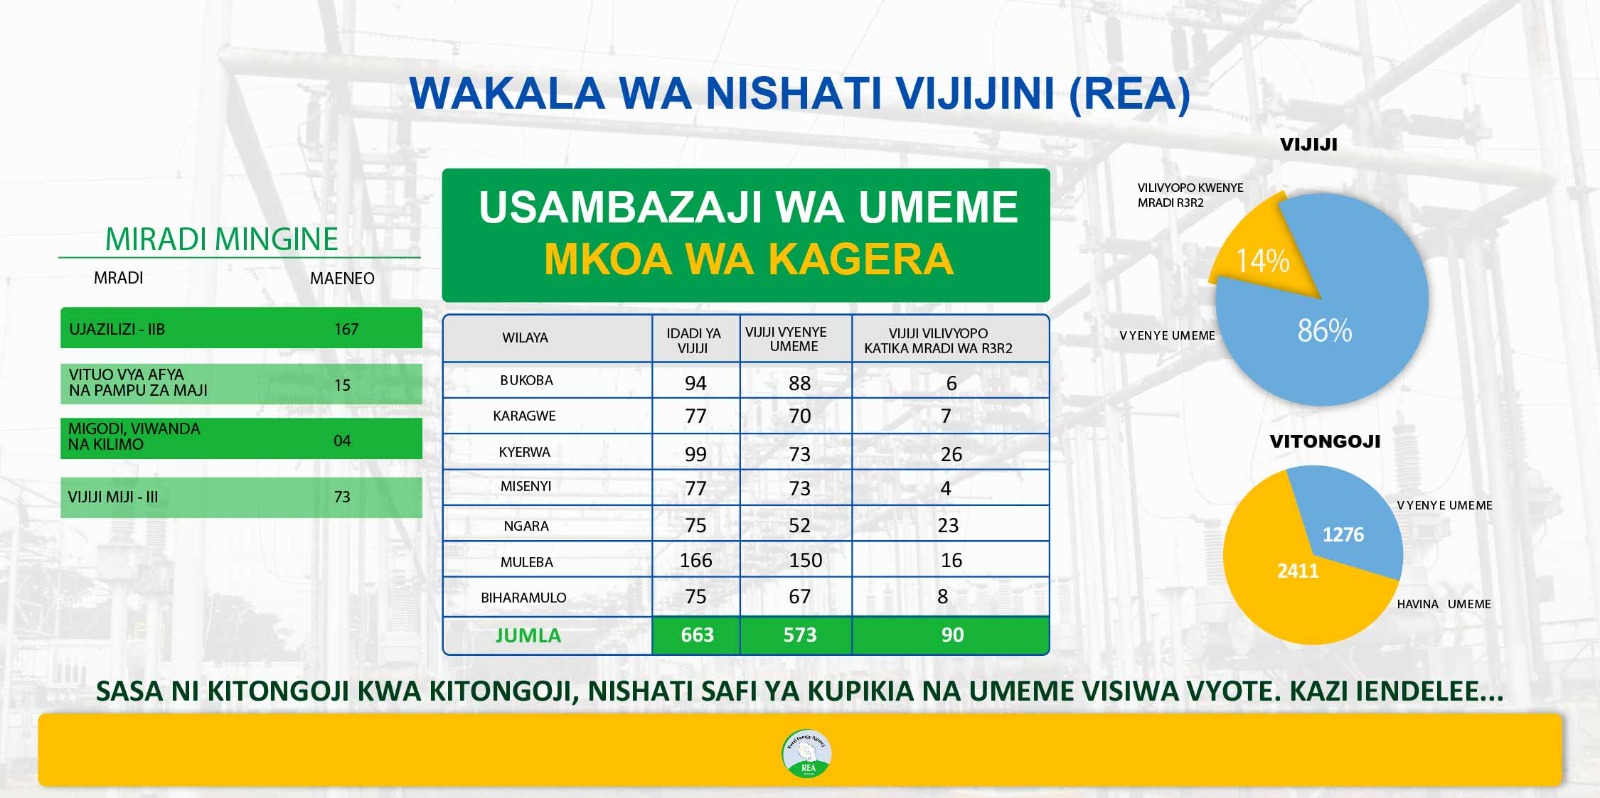 WAKALA WA NISHATI VIJIJINI (REA)
MIRADI MINGINE
MRADI MAENEO
UJAZILIZI - IIB 167
VITUO VYA AFYA
NA PAMPU ZA MAJI 15
MIGODI, VIWANDA
NA KILIMO 04
VIJIJI MIJI - III 73
USAMBAZAJI WA UMEME
MKOA WA KAGERA
WILAYA IDADI YA VIJIJI VIJIJI VYENYE UMEME VIJIJI VILIVYOPO KATIKA MRADI WA R3R2
BUKOBA 94 88 6
KARAGWE 77 70 7
KYERWA 99 73 26
MISENYI 77 73 4
NGARA 75 52 23
MULEBA 166 150 16
BIHARAMULO 75 67 8
JUMLA 663 573 90
VIJIJI
VILIVYOPO KWENYE
MRADI R3R2
14%
VYENYE UMEME
86%
VITONGOJI
VYENYE UMEME
1276
2411
HAVINA UMEME
SASA NI KITONGOJI KWA KITONGOJI, NISHATI SAFI YA KUPIKIA NA UMEME VISIWA VYOTE. KAZI IENDELEE...
REA